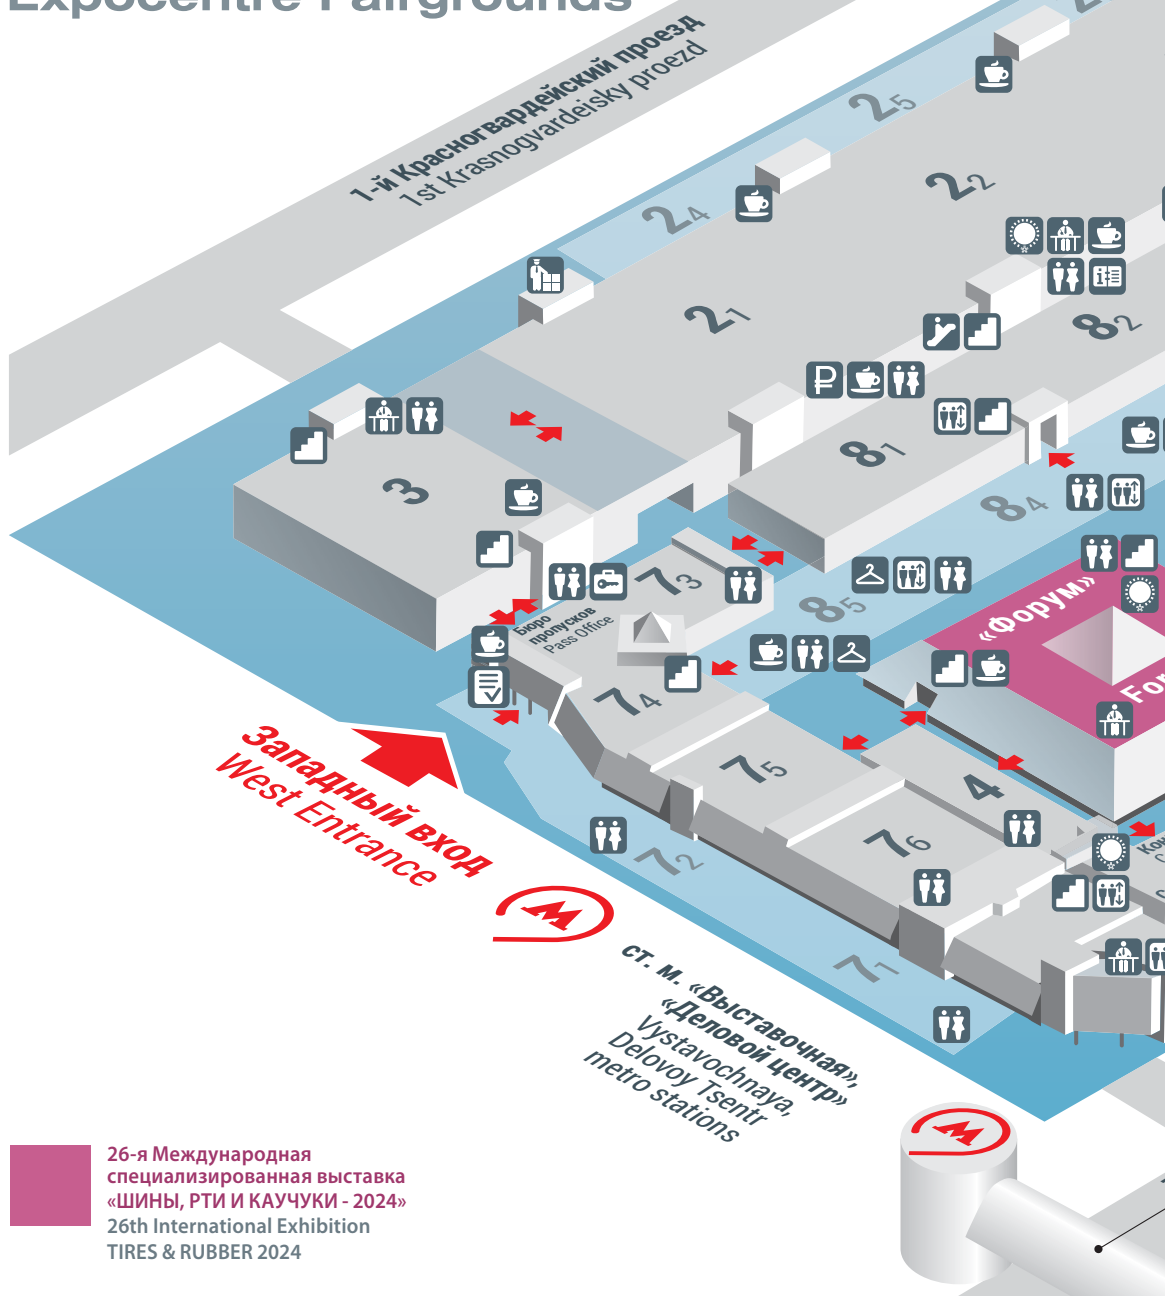 Expocentre Fairgrounds
1-й Красногвардейский проезд
1st Krasnogvardeisky proezd
2
2 5
2 2
2 4
2 1
8 2
3
8 1
8 4
7 3
8 5
Бюро
пропусков
Pass Office
«Форум»
7 4
7 5
4
7 6
7 2
7 1
Западный вход
West Entrance
ст. м. «Выставочная»,
«Деловой центр»
Vystavochnaya,
Delovoy Tsentr
metro stations
26-я Международная
специализированная выставка
«ШИНЫ, РТИ И КАУЧУКИ - 2024»
26th International Exhibition
TIRES & RUBBER 2024